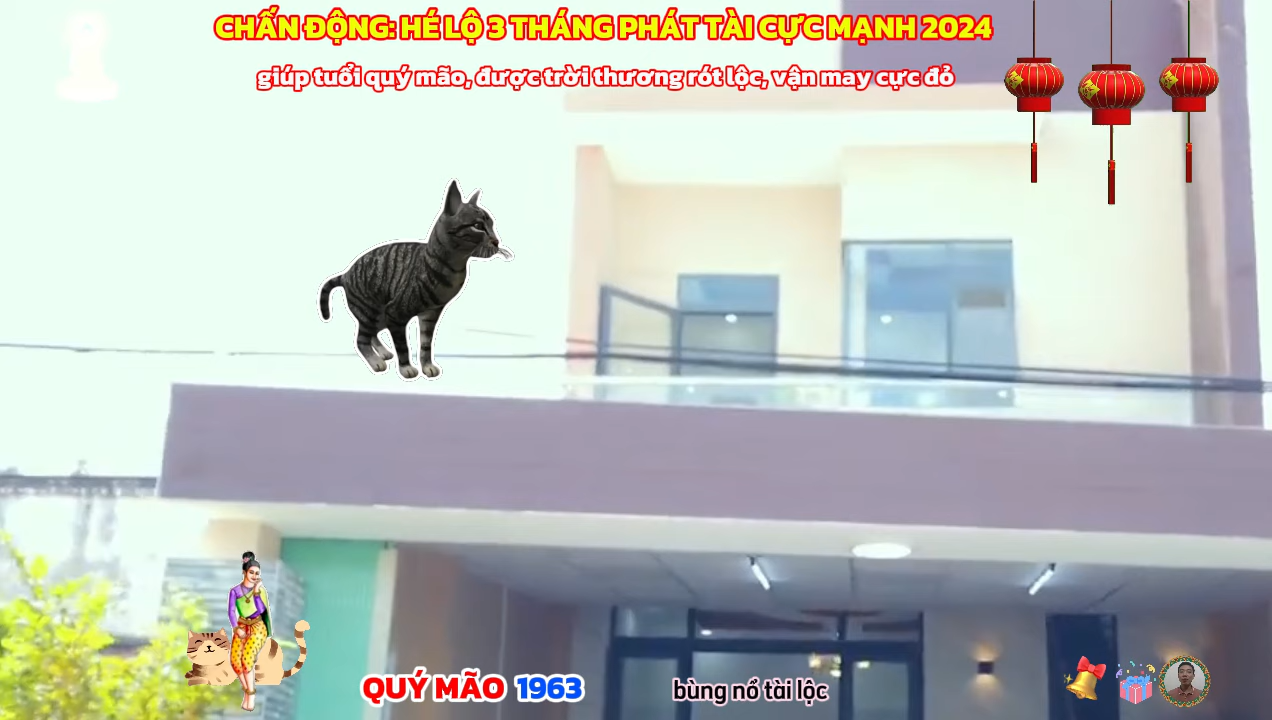 CHẤN ĐỘNG: HÉ LỘ 3 THÁNG PHÁT TÀI CỰC MẠNH 2024
giúp tuổi quý mão, được trời thương rót lộc, vận may cực đỏ
QUÝ MÃO 1963
bùng nổ tài lộc